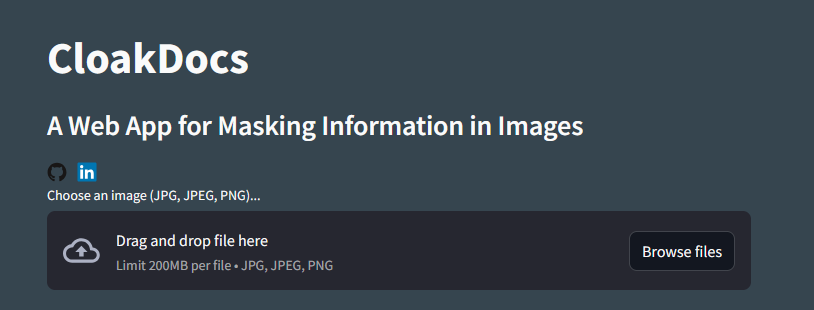 CloakDocs
A Web App for Masking Information in Images
in
Choose an image (JPG, JPEG, PNG)...
Drag and drop file here
Limit 200MB per file • JPG, JPEG, PNG
Browse files